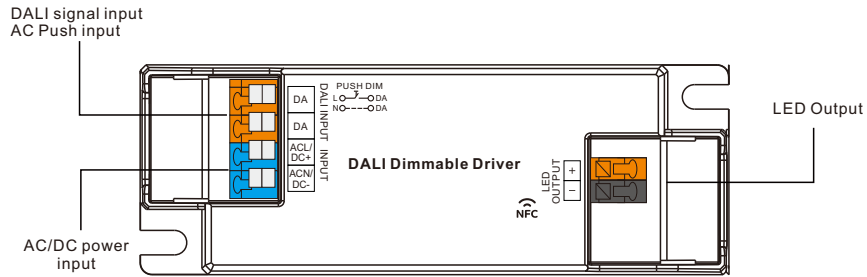 DALI signal input
AC Push input
DA
DA
ACL/
DC+
ACN/
DC-
DALI INPUT
INPUT
PUSH DIM
L DA
N DA
DALI Dimmable Driver
NFC
LED
OUTPUT
+
−
LED Output
AC/DC power
input